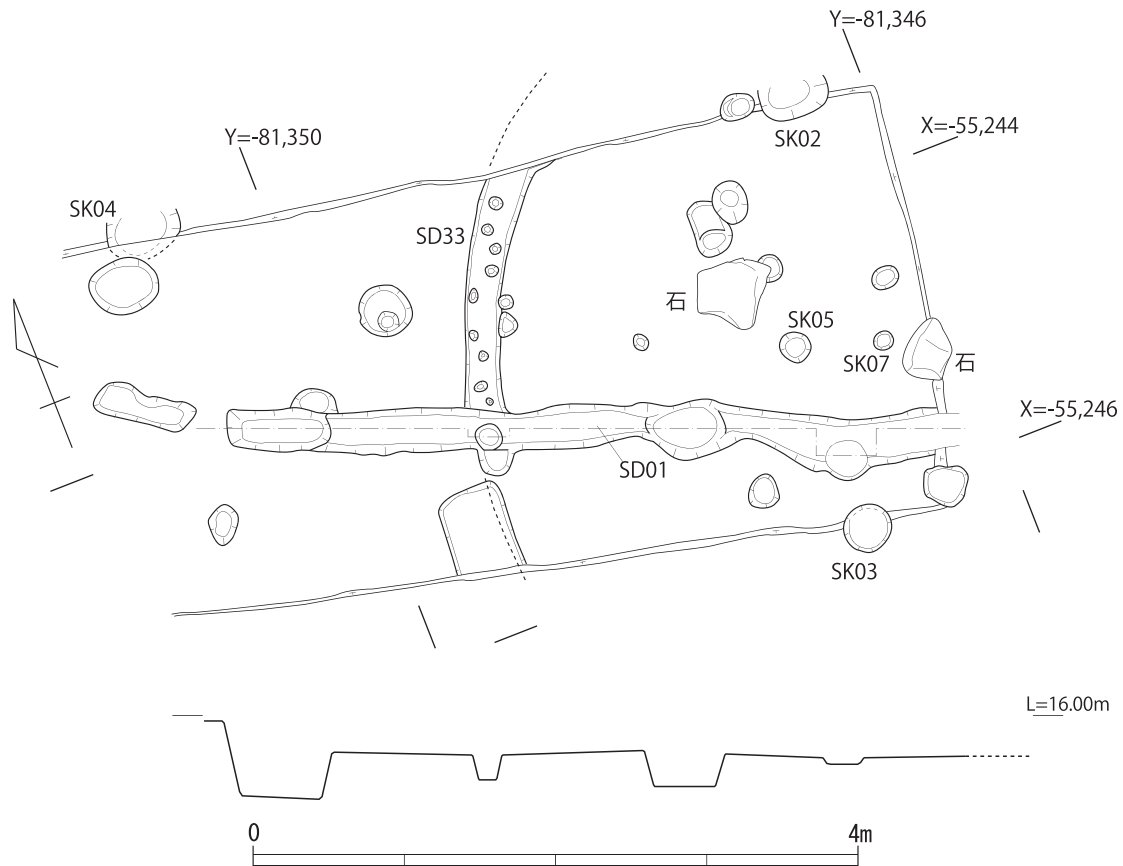 Y=-81,346
X=-55,244
Y=-81,350
SK02
SK04
SD33
石
SK05
SK07
石
X=-55,246
SD01
SK03
L=16.00m
0
4m